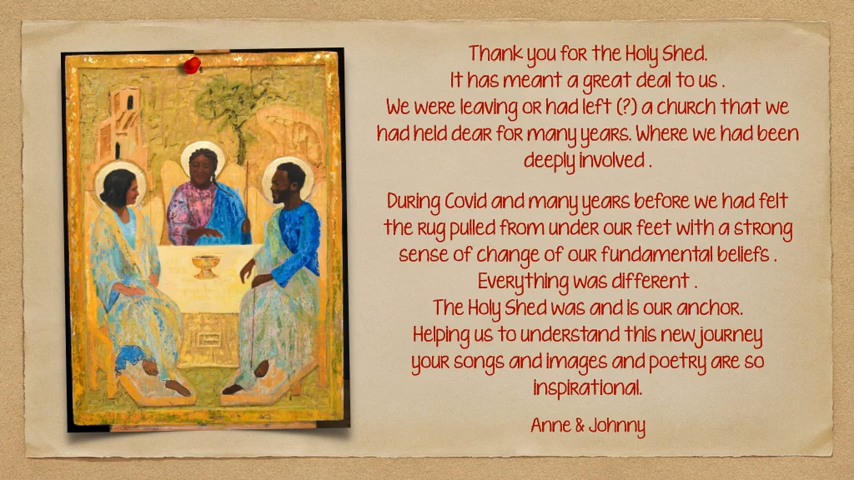 Thank you for the Holy Shed.
It has meant a great deal to us .
We were leaving or had left (?) a church that we
had held dear for many years. Where we had been
deeply involved .
During Covid and many years before we had felt
the rug pulled from under our feet with a strong
sense of change of our fundamental beliefs .
Everything was different .
The Holy Shed was and is our anchor.
Helping us to understand this new journey
your songs and images and poetry are so
inspirational.
Anne & Johnny